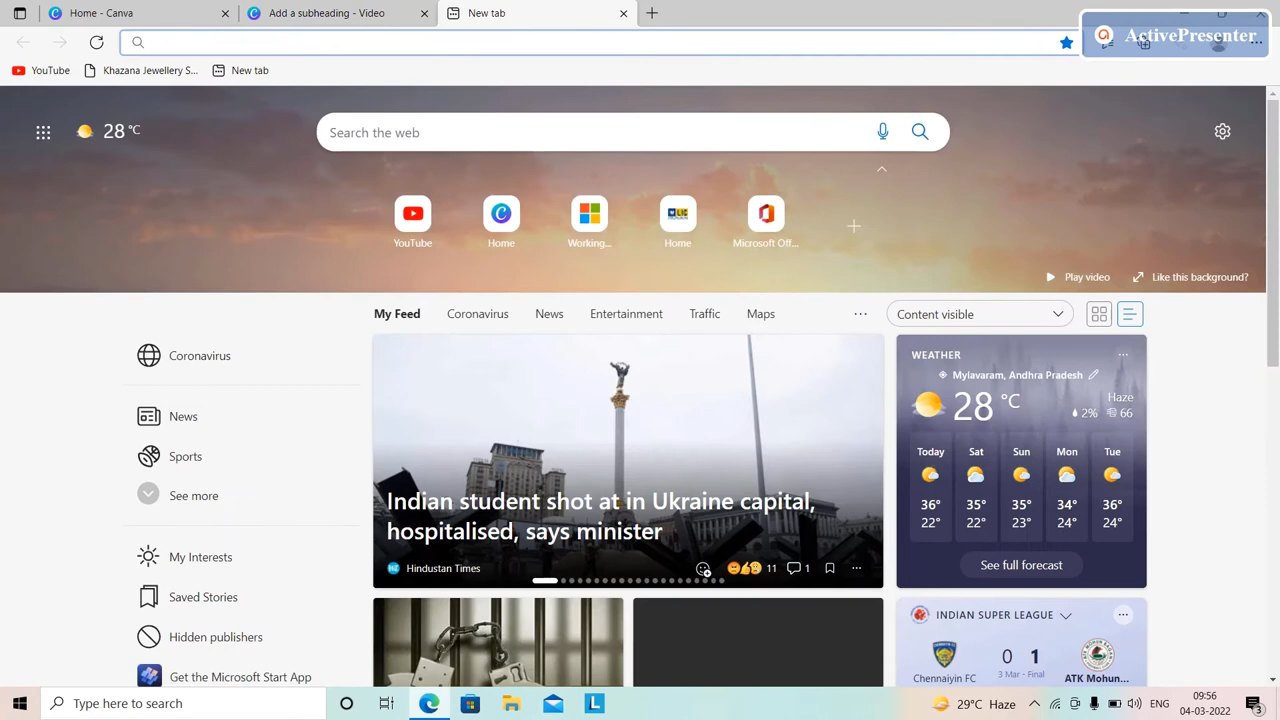 Home - Canva
Add a subheading - Video
New tab
ActivePresenter
YouTube
Khazana Jewellery S...
New tab
28 °C
Search the web
YouTube
Home
Working...
Home
Microsoft Off...
Play video
Like this background?
My Feed
Coronavirus
News
Entertainment
Traffic
Maps
Content visible
Coronavirus
News
Sports
See more
My Interests
Saved Stories
Hidden publishers
Get the Microsoft Start App
Indian student shot at in Ukraine capital,
hospitalised, says minister
Hindustan Times
11
1
WEATHER
Mylavaram, Andhra Pradesh
28 °C
Haze
2% 66
Today Sat Sun Mon Tue
36° 35° 35° 34° 36°
22° 22° 23° 24° 24°
See full forecast
INDIAN SUPER LEAGUE
0 1
3 Mar - Final
Chennaiyin FC
ATK Mohun...
Type here to search
29°C Haze
ENG
09:56
04-03-2022
3